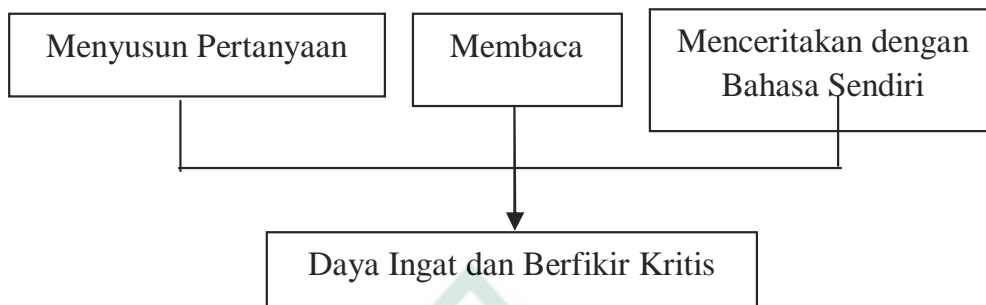 Menyusun Pertanyaan
Membaca
Menceritakan dengan
Bahasa Sendiri
Daya Ingat dan Berfikir Kritis